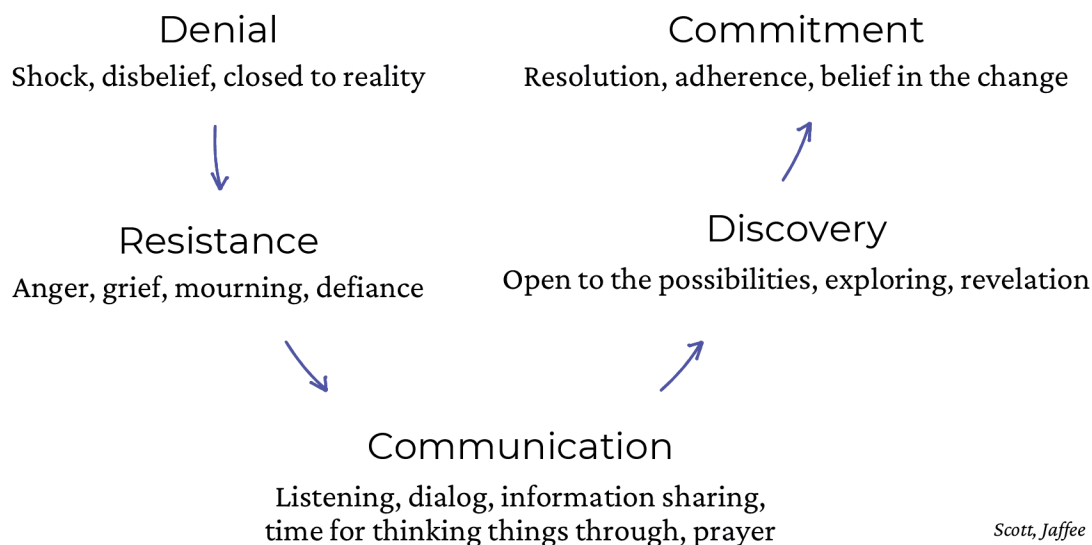 Denial
Shock, disbelief, closed to reality
Resistance
Anger, grief, mourning, defiance
Communication
Listening, dialog, information sharing,
time for thinking things through, prayer
Discovery
Open to the possibilities, exploring, revelation
Commitment
Resolution, adherence, belief in the change
Scott, Jaffee